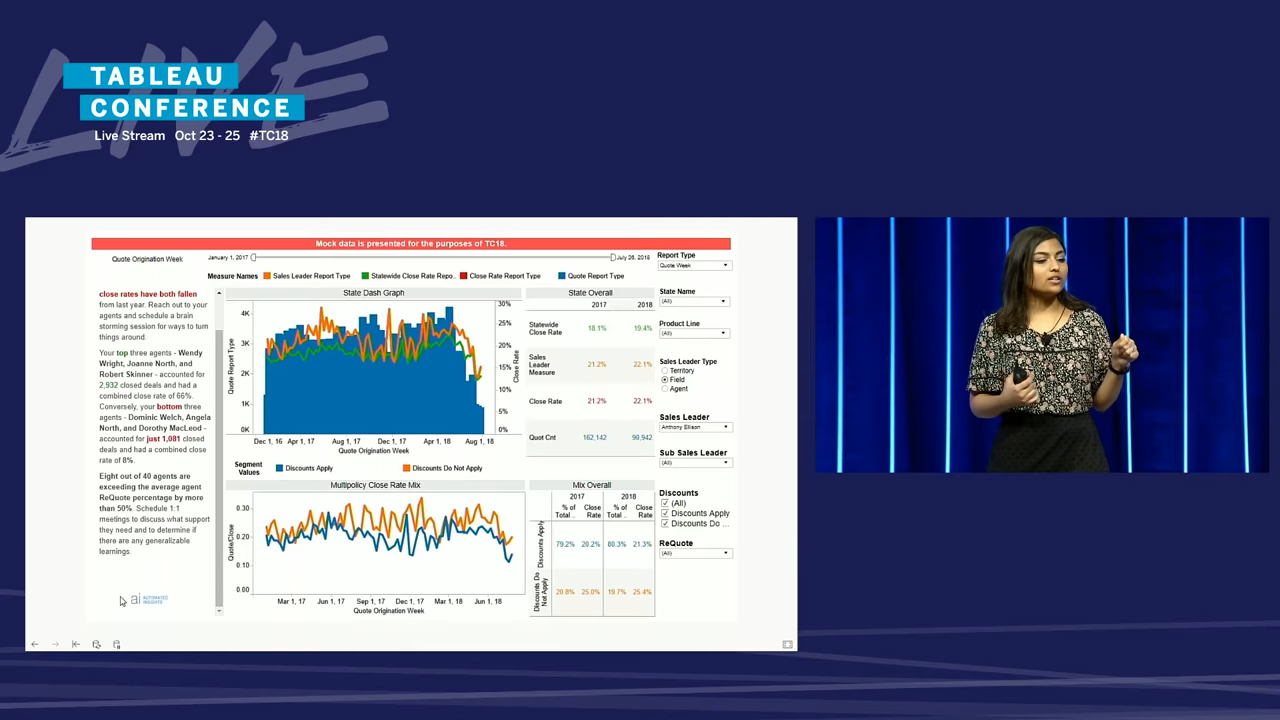 LIVE
TABLEAU
CONFERENCE
Live Stream Oct 23 - 25 #TC18
Mock data is presented for the purposes of TC18.
Quote Origination Week
January 1, 2017
July 26, 2018
Measure Names
Sales Leader Report Type
Statewide Close Rate Repo..
Close Rate Report Type
Quote Report Type
close rates have both fallen
from last year. Reach out to your
agents and schedule a brain
storming session for ways to turn
things around.
Your top three agents - Wendy
Wright, Joanne North, and
Robert Skinner - accounted for
2,932 closed deals and had a
combined close rate of 66%.
Conversely, your bottom three
agents - Dominic Welch, Angela
North, and Dorothy MacLeod -
accounted for just 1,081 closed
deals and had a combined close
rate of 8%.
Eight out of 40 agents are
exceeding the average agent
ReQuote percentage by more
than 50%. Schedule 1:1
meetings to discuss what support
they need and to determine if
there are any generalizable
learnings.
ai AUTOMATED
INSIGHTS
State Dash Graph
Quote Report Type
4K
3K
2K
1K
0K
30%
25%
20%
15%
10%
5%
0%
Close Rate
Dec 1, 16 Apr 1, 17 Aug 1, 17 Dec 1, 17 Apr 1, 18 Aug 1, 18
Quote Origination Week
State Overall
2017 2018
Statewide
Close Rate
18.1% 19.4%
Sales
Leader
Measure
21.2% 22.1%
Close Rate 21.2% 22.1%
Quot Cnt 162,142 90,942
Segment
Values
Discounts Apply
Discounts Do Not Apply
Multipolicy Close Rate Mix
Quote/Close
0.30
0.20
0.10
0.00
Mar 1, 17 Jun 1, 17 Sep 1, 17 Dec 1, 17 Mar 1, 18 Jun 1, 18
Quote Origination Week
Mix Overall
2017 2018
% of Close % of Close
Total .. Rate Total .. Rate
Discounts Apply
79.2% 20.2% 80.3% 21.3%
Discounts Do
Not Apply
20.8% 25.0% 19.7% 25.4%
Report Type
Quote Week
State Name
(All)
Product Line
(All)
Sales Leader Type
Territory
Field
Agent
Sales Leader
Anthony Ellison
Sub Sales Leader
(All)
Discounts
(All)
Discounts Apply
Discounts Do ...
ReQuote
(All)